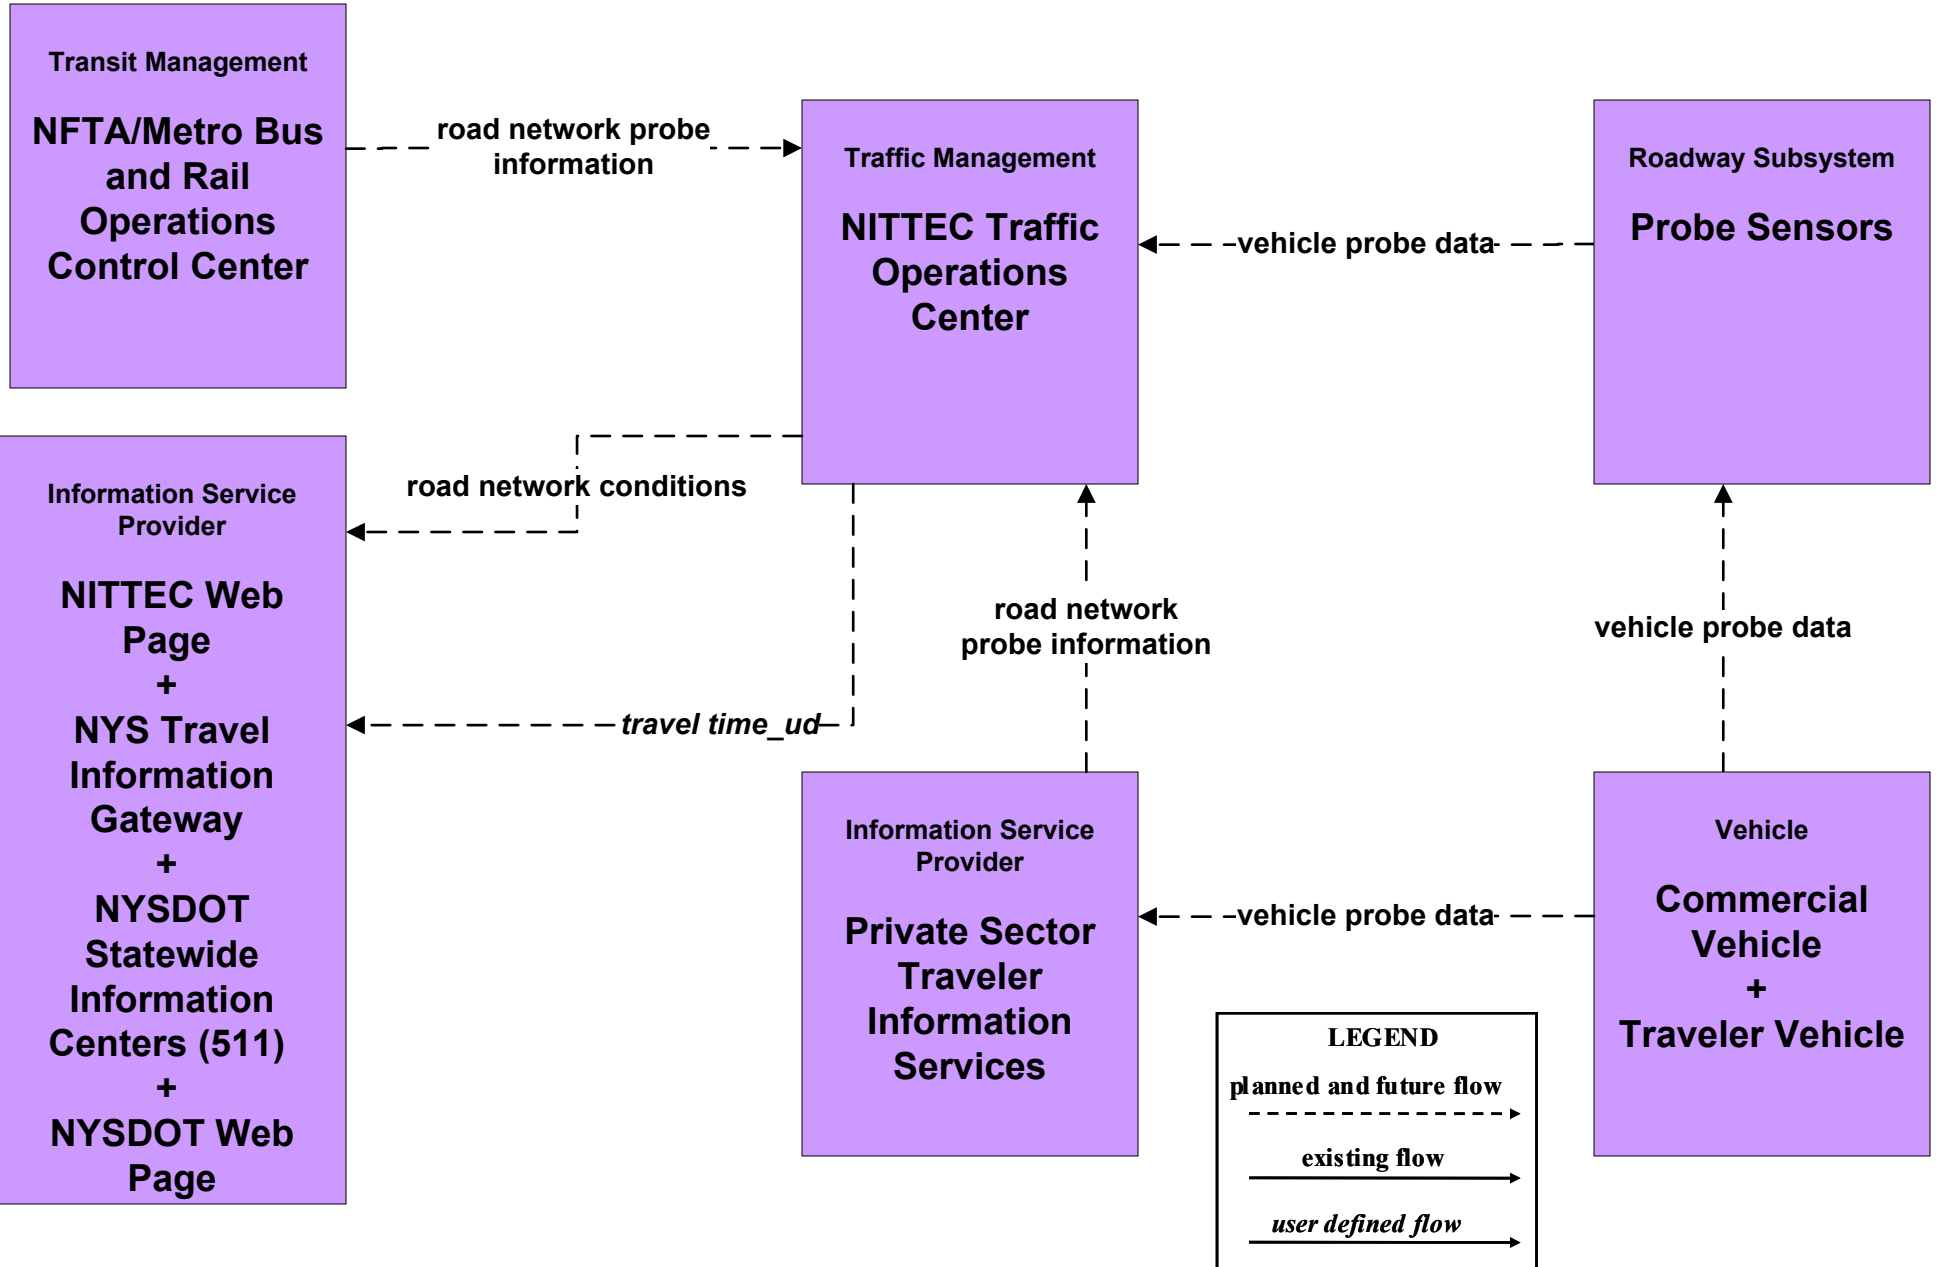 Transit Management
NFTA/Metro Bus
and Rail
Operations
Control Center
road network probe
information
Traffic Management
NITTEC Traffic
Operations
Center
vehicle probe data
Roadway Subsystem
Probe Sensors
road network conditions
travel time_ud
road network
probe information
vehicle probe data
Information Service
Provider
NITTEC Web
Page
+
NYS Travel
Information
Gateway
+
NYSDOT
Statewide
Information
Centers (511)
+
NYSDOT Web
Page
Information Service
Provider
Private Sector
Traveler
Information
Services
vehicle probe data
Vehicle
Commercial
Vehicle
+
Traveler Vehicle
LEGEND
planned and future flow
existing flow
user defined flow